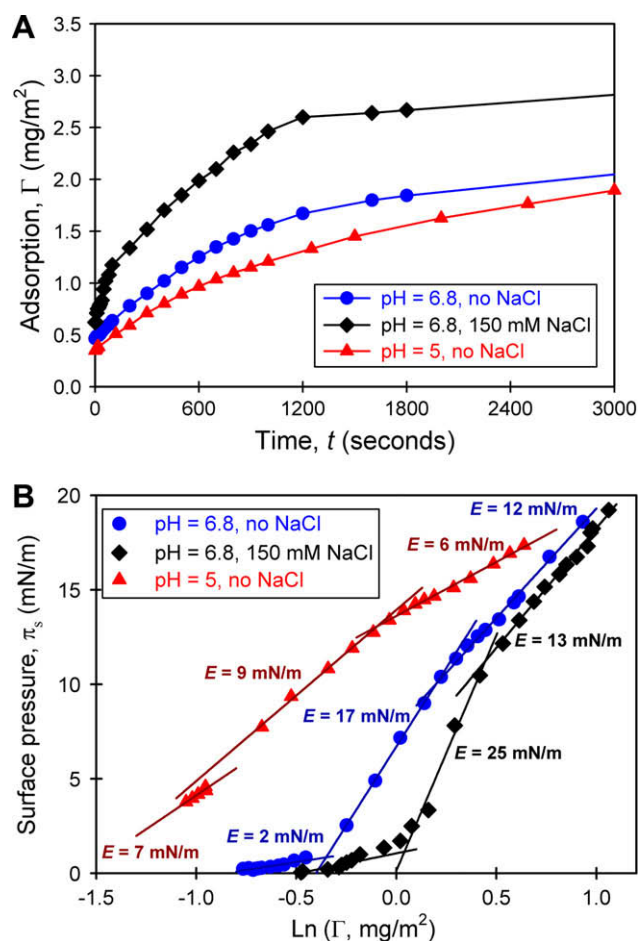 A
3.5
3.0
2.5
2.0
1.5
1.0
0.5
0.0
Adsorption, Γ (mg/m²)
pH = 6.8, no NaCl
pH = 6.8, 150 mM NaCl
pH = 5, no NaCl
0 600 1200 1800 2400 3000
Time, t (seconds)
B
20
15
10
5
0
Surface pressure, πs (mN/m)
pH = 6.8, no NaCl
pH = 6.8, 150 mM NaCl
pH = 5, no NaCl
E = 12 mN/m
E = 6 mN/m
E = 9 mN/m
E = 17 mN/m
E = 13 mN/m
E = 25 mN/m
E = 2 mN/m
E = 7 mN/m
-1.5 -1.0 -0.5 0.0 0.5 1.0
Ln (Γ, mg/m²)